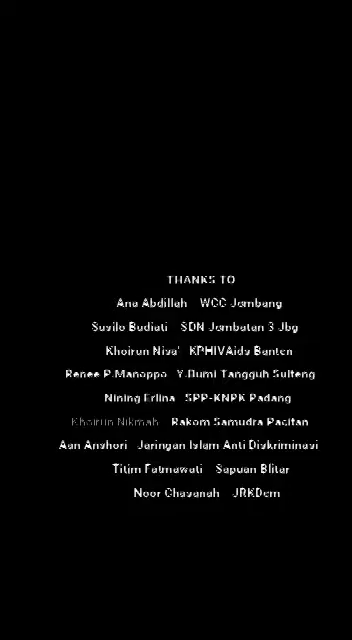 THANKS TO
Ana Abdillah WCC Jombang
Susilo Budiati SDN Jombatan 3 Jbg
Khoirun Nisa' KPHIVAids Banten
Renee P.Manoppo Y.Bumi Tangguh Sulteng
Nining Erlina SPP-KNPK Padang
Khoirun Nikmah Rakom Samudra Pacitan
Aan Anshori Jaringan Islam Anti Diskriminasi
Titim Fatmawati Sapuan Blitar
Noor Chasanah JRKDem